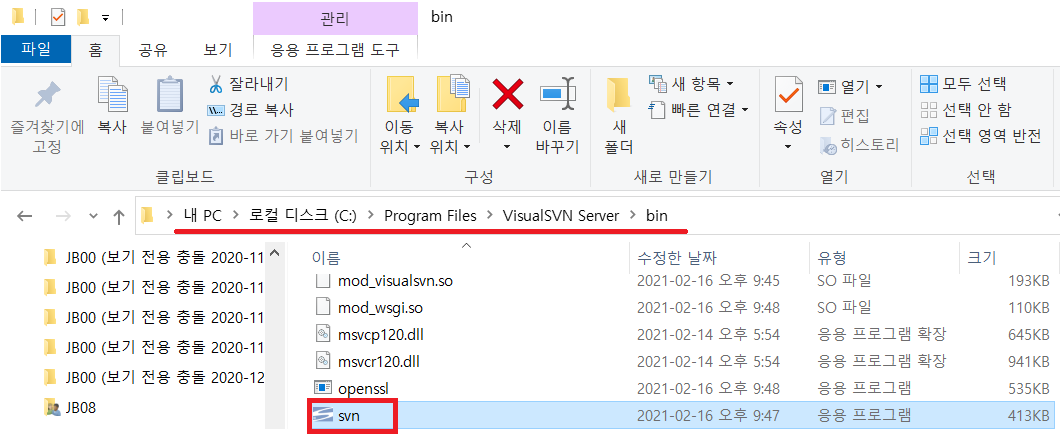 관리 bin
파일 홈 공유 보기 응용 프로그램 도구
즐겨찾기에 고정
복사
붙여넣기
잘라내기
경로 복사
바로 가기 붙여넣기
클립보드
이동 위치
복사 위치
삭제
이름 바꾸기
구성
새 폴더
새 항목
빠른 연결
새로 만들기
속성
열기
편집
히스토리
열기
모두 선택
선택 안 함
선택 영역 반전
선택
내 PC > 로컬 디스크 (C:) > Program Files > VisualSVN Server > bin
JB00 (보기 전용 충돌 2020-11
JB00 (보기 전용 충돌 2020-11
JB00 (보기 전용 충돌 2020-11
JB00 (보기 전용 충돌 2020-11
JB00 (보기 전용 충돌 2020-12
JB08
이름 수정한 날짜 유형 크기
mod_visualsvn.so 2021-02-16 오후 9:45 SO 파일 193KB
mod_wsgi.so 2021-02-16 오후 9:48 SO 파일 110KB
msvcp120.dll 2021-02-14 오후 5:54 응용 프로그램 확장 645KB
msvcr120.dll 2021-02-14 오후 5:54 응용 프로그램 확장 941KB
openssl 2021-02-16 오후 9:48 응용 프로그램 535KB
svn 2021-02-16 오후 9:47 응용 프로그램 413KB